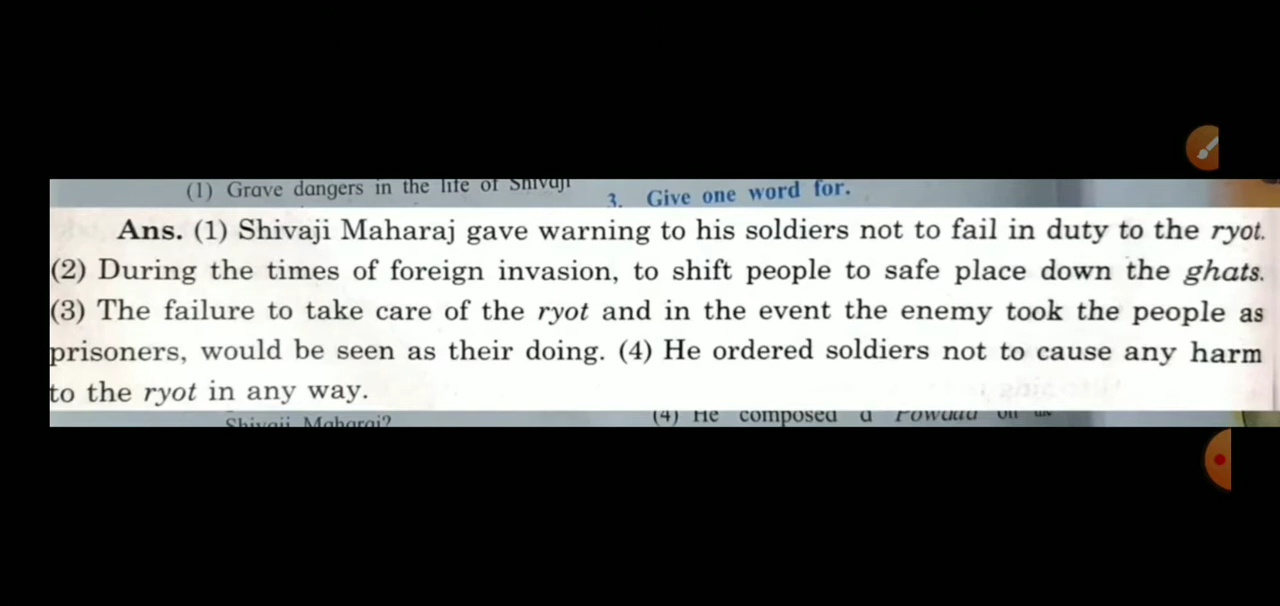 (1) Grave dangers in the life of Shivaji
3. Give one word for.
Ans. (1) Shivaji Maharaj gave warning to his soldiers not to fail in duty to the ryot.
(2) During the times of foreign invasion, to shift people to safe place down the ghats.
(3) The failure to take care of the ryot and in the event the enemy took the people as
prisoners, would be seen as their doing. (4) He ordered soldiers not to cause any harm
to the ryot in any way.
Shivaji Maharaj?
(4) He composed a Powada on